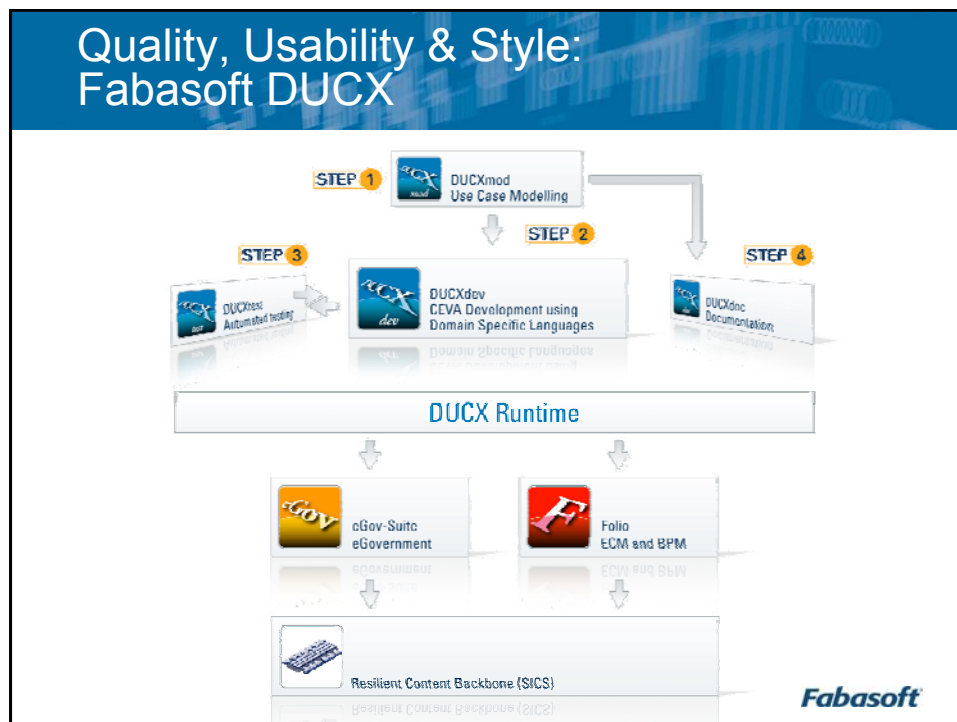 Quality, Usability & Style:
Fabasoft DUCX
STEP 1
DUCXmod
Use Case Modelling
STEP 2
STEP 3
STEP 4
DUCXtest
Automated testing
DUCXdev
CEVA Development using
Domain Specific Languages
DUCXdoc
Documentation
DUCX Runtime
eGov
eGov-Suite
eGovernment
F
Folio
ECM and BPM
Resilient Content Backbone (SICS)
Fabasoft